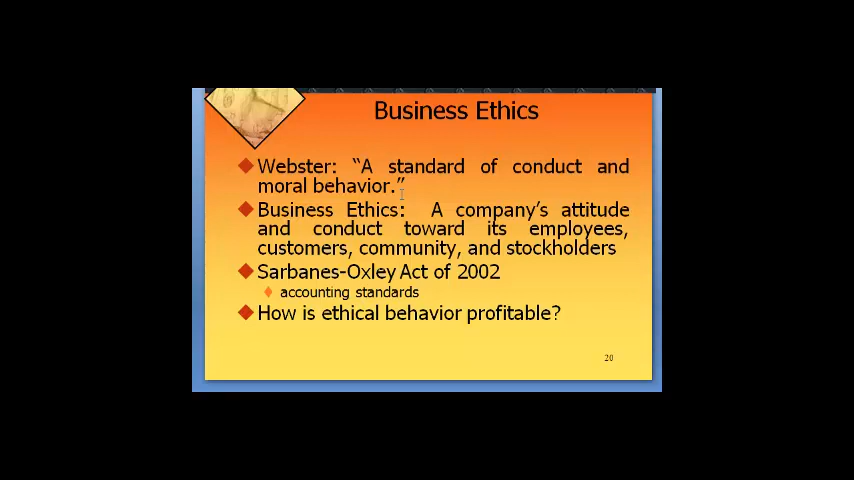 Business Ethics
Webster: “A standard of conduct and
moral behavior.”
Business Ethics: A company’s attitude
and conduct toward its employees,
customers, community, and stockholders
Sarbanes-Oxley Act of 2002
accounting standards
How is ethical behavior profitable?
20